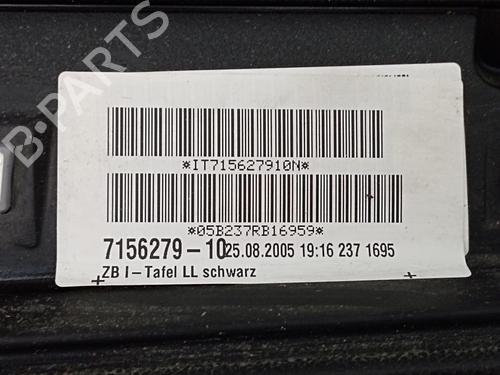 B-PARTS
*IT715627910N*
*05B237RB16959*
7156279-10 25.08.2005 19:16 237 1695
ZB I-Tafel LL schwarz